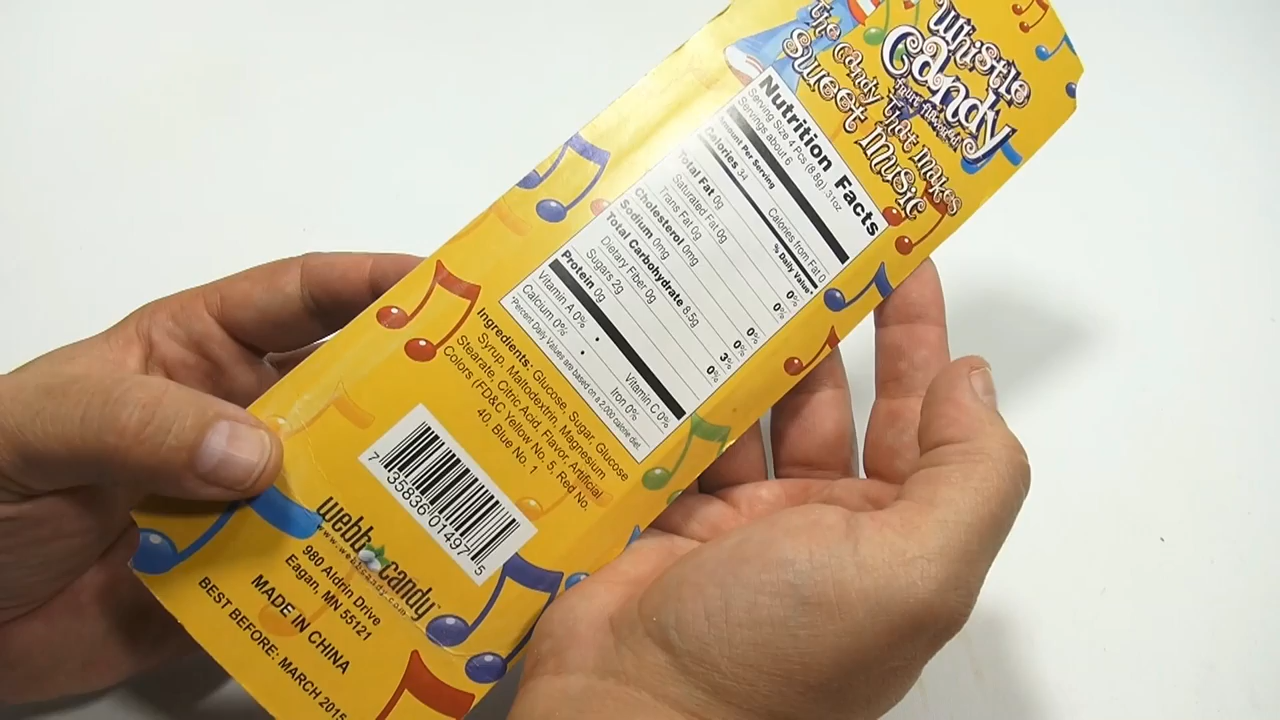 Whistle
Candy
fruit flavored!
The Candy That Makes
Sweet Music
Nutrition Facts
Serving Size 4 Pcs (8.8g) .31oz
Servings about 6
Amount Per Serving
Calories 34 Calories from Fat 0
% Daily Value*
Total Fat 0g 0%
Saturated Fat 0g 0%
Trans Fat 0g
Cholesterol 0mg 0%
Sodium 0mg 0%
Total Carbohydrate 8.5g 3%
Dietary Fiber 0g 0%
Sugars 2g
Protein 0g
Vitamin A 0% • Vitamin C 0%
Calcium 0% • Iron 0%
*Percent Daily Values are based on a 2,000 calorie diet.
Ingredients: Glucose, Sugar, Glucose
Syrup, Maltodextrin, Magnesium
Stearate, Citric Acid, Flavor, Artificial
Colors (FD&C Yellow No. 5, Red No.
40, Blue No. 1
7 35836 01497 5
webb candy™
www.webbcandy.com
980 Aldrin Drive
Eagan, MN 55121
MADE IN CHINA
BEST BEFORE: MARCH 2015